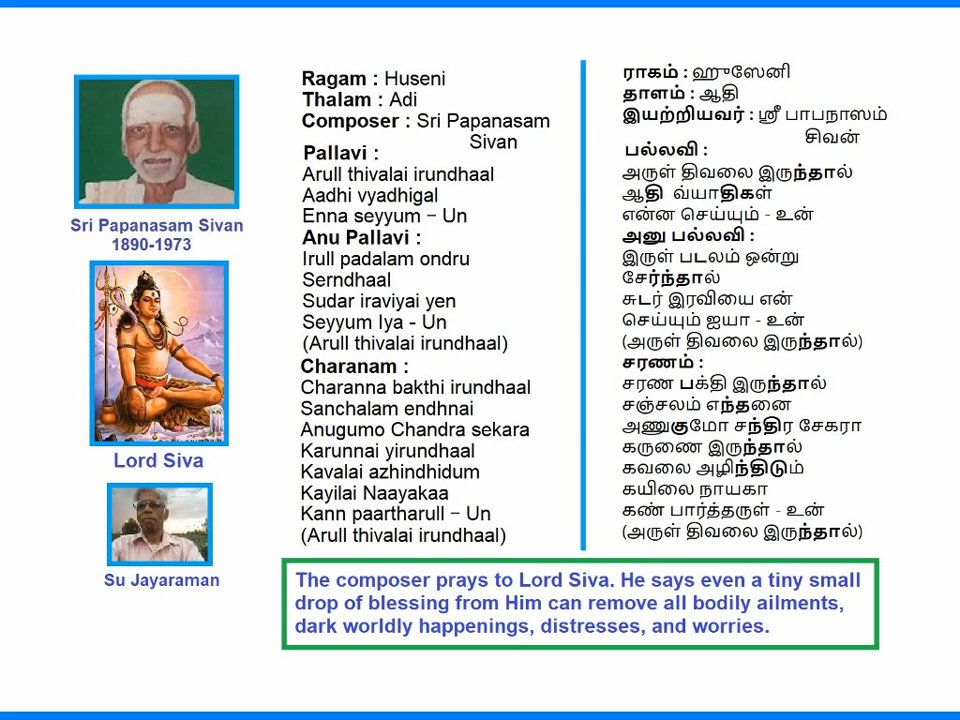 Sri Papanasam Sivan
1890-1973
Lord Siva
Su Jayaraman
Ragam : Huseni
Thalam : Adi
Composer : Sri Papanasam
Sivan
Pallavi :
Arull thivalai irundhaal
Aadhi vyadhigal
Enna seyyum – Un
Anu Pallavi :
Irull padalam ondru
Serndhaal
Sudar iraviyai yen
Seyyum Iya - Un
(Arull thivalai irundhaal)
Charanam :
Charanna bakthi irundhaal
Sanchalam endhnai
Anugumo Chandra sekara
Karunnai yirundhaal
Kavalai azhindhidum
Kayilai Naayakaa
Kann paartharull – Un
(Arull thivalai irundhaal)
ராகம் : ஹுஸேனி
தாளம் : ஆதி
இயற்றியவர் : ஸ்ரீ பாபநாஸம்
சிவன்
பல்லவி :
அருள் திவலை இருந்தால்
ஆதி வ்யாதிகள்
என்ன செய்யும் - உன்
அனு பல்லவி :
இருள் படலம் ஒன்று
சேர்ந்தால்
சுடர் இரவியை என்
செய்யும் ஐயா - உன்
(அருள் திவலை இருந்தால்)
சரணம் :
சரண பக்தி இருந்தால்
சஞ்சலம் எந்தனை
அணுகுமோ சந்திர சேகரா
கருணை இருந்தால்
கவலை அழிந்திடும்
கயிலை நாயகா
கண் பார்த்தருள் - உன்
(அருள் திவலை இருந்தால்)
The composer prays to Lord Siva. He says even a tiny small
drop of blessing from Him can remove all bodily ailments,
dark worldly happenings, distresses, and worries.